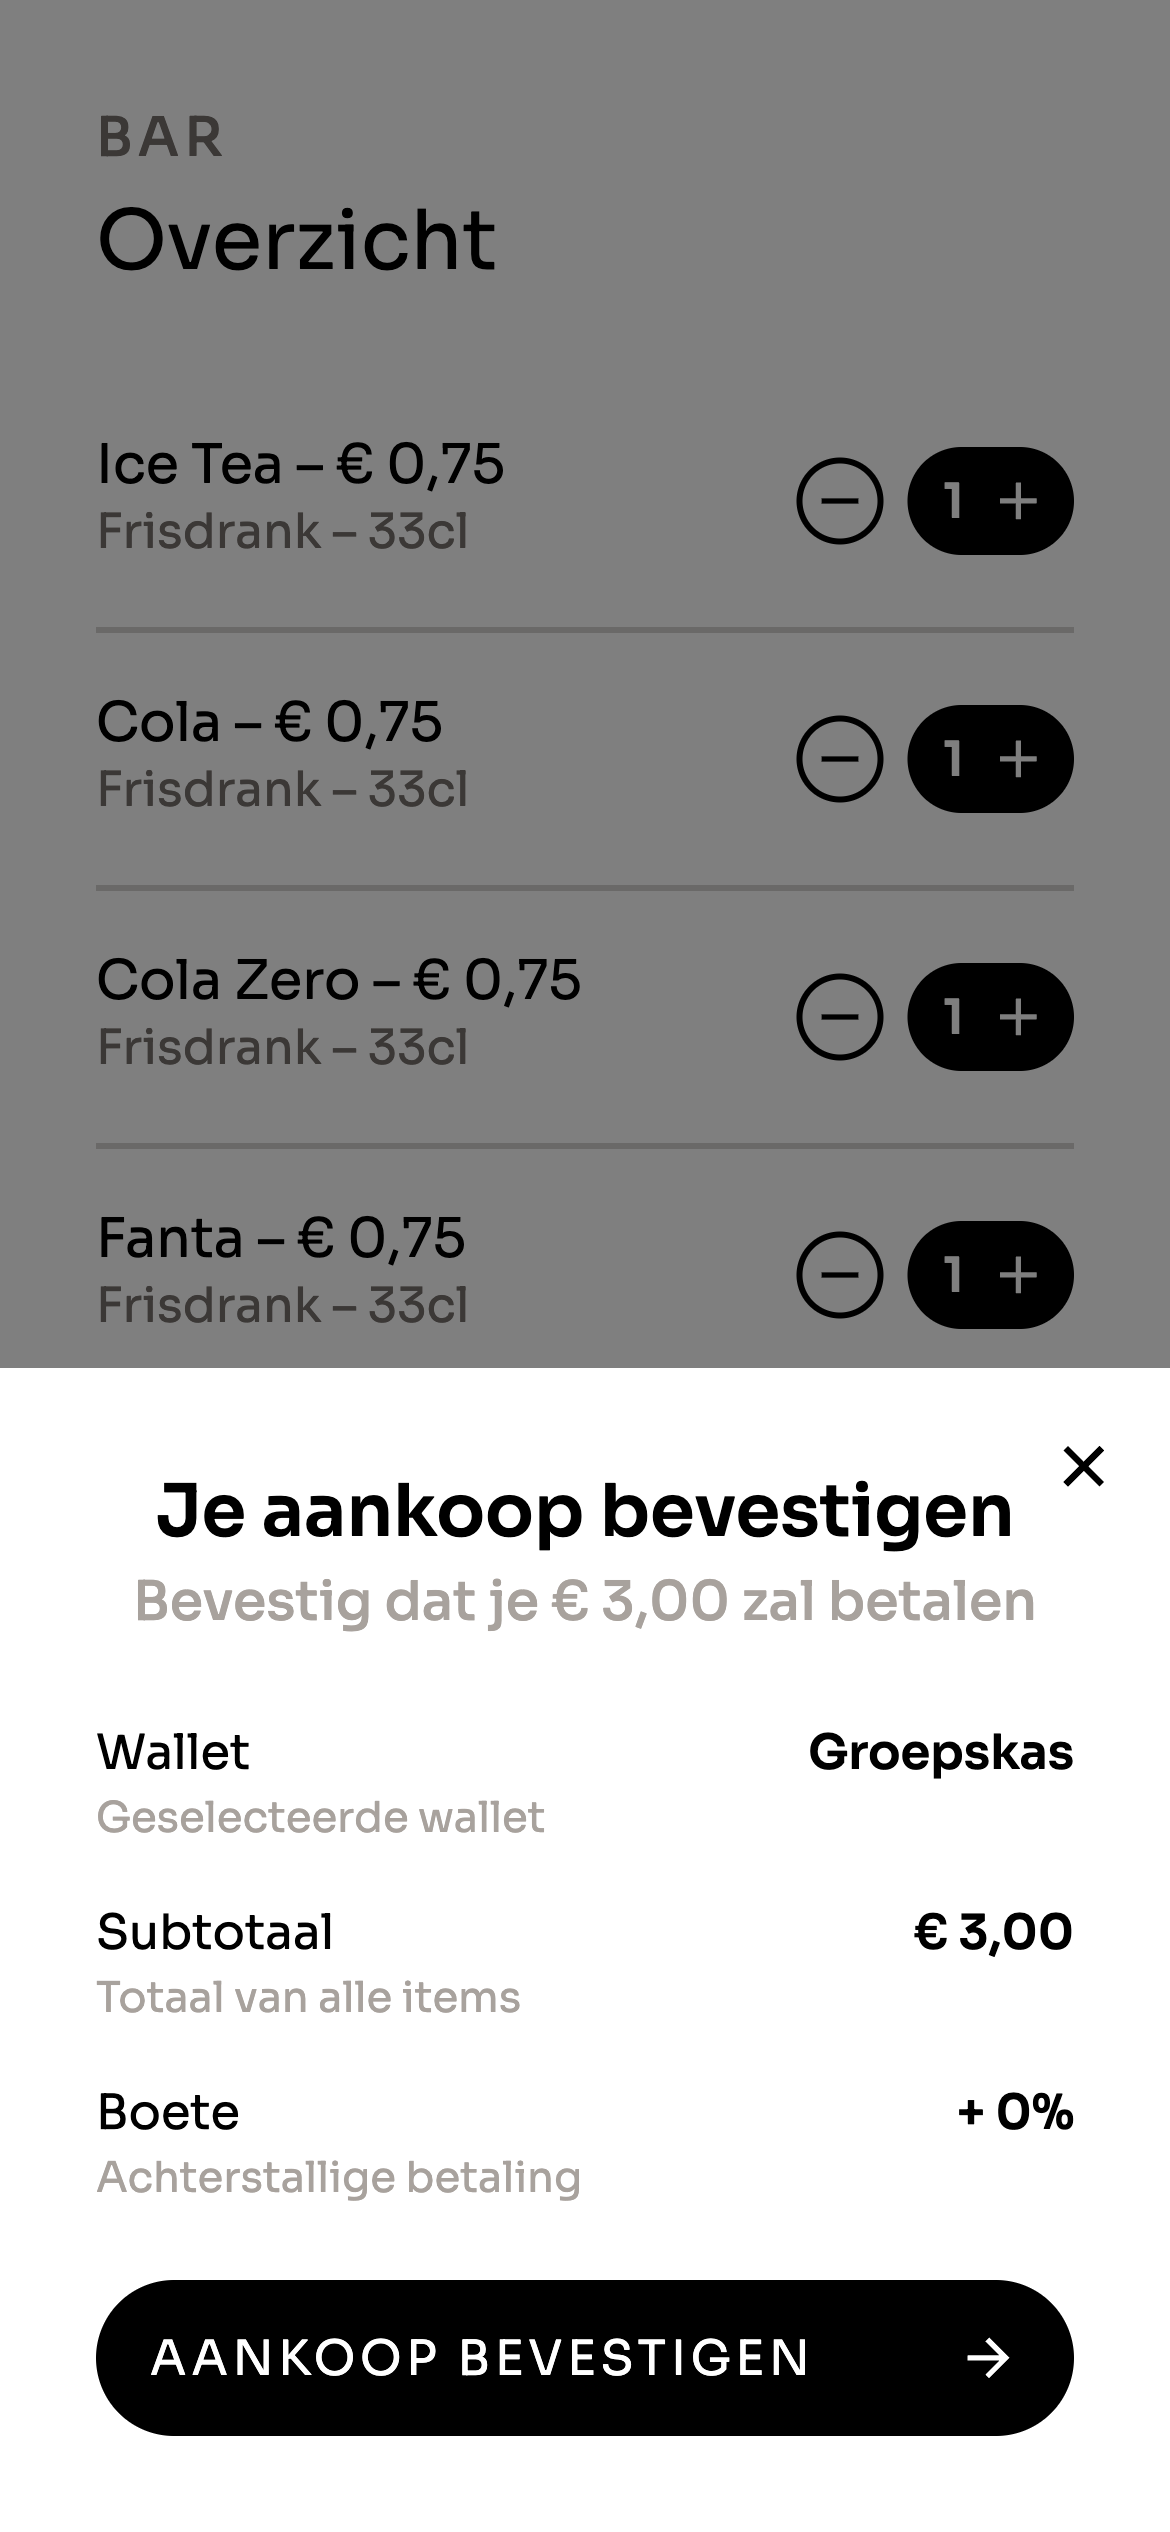 BAR
Overzicht
Ice Tea – € 0,75
Frisdrank – 33cl
1 +
Cola – € 0,75
Frisdrank – 33cl
1 +
Cola Zero – € 0,75
Frisdrank – 33cl
1 +
Fanta – € 0,75
Frisdrank – 33cl
1 +
Je aankoop bevestigen
Bevestig dat je € 3,00 zal betalen
Wallet Groepskas
Geselecteerde wallet
Subtotaal € 3,00
Totaal van alle items
Boete + 0%
Achterstallige betaling
AANKOOP BEVESTIGEN →